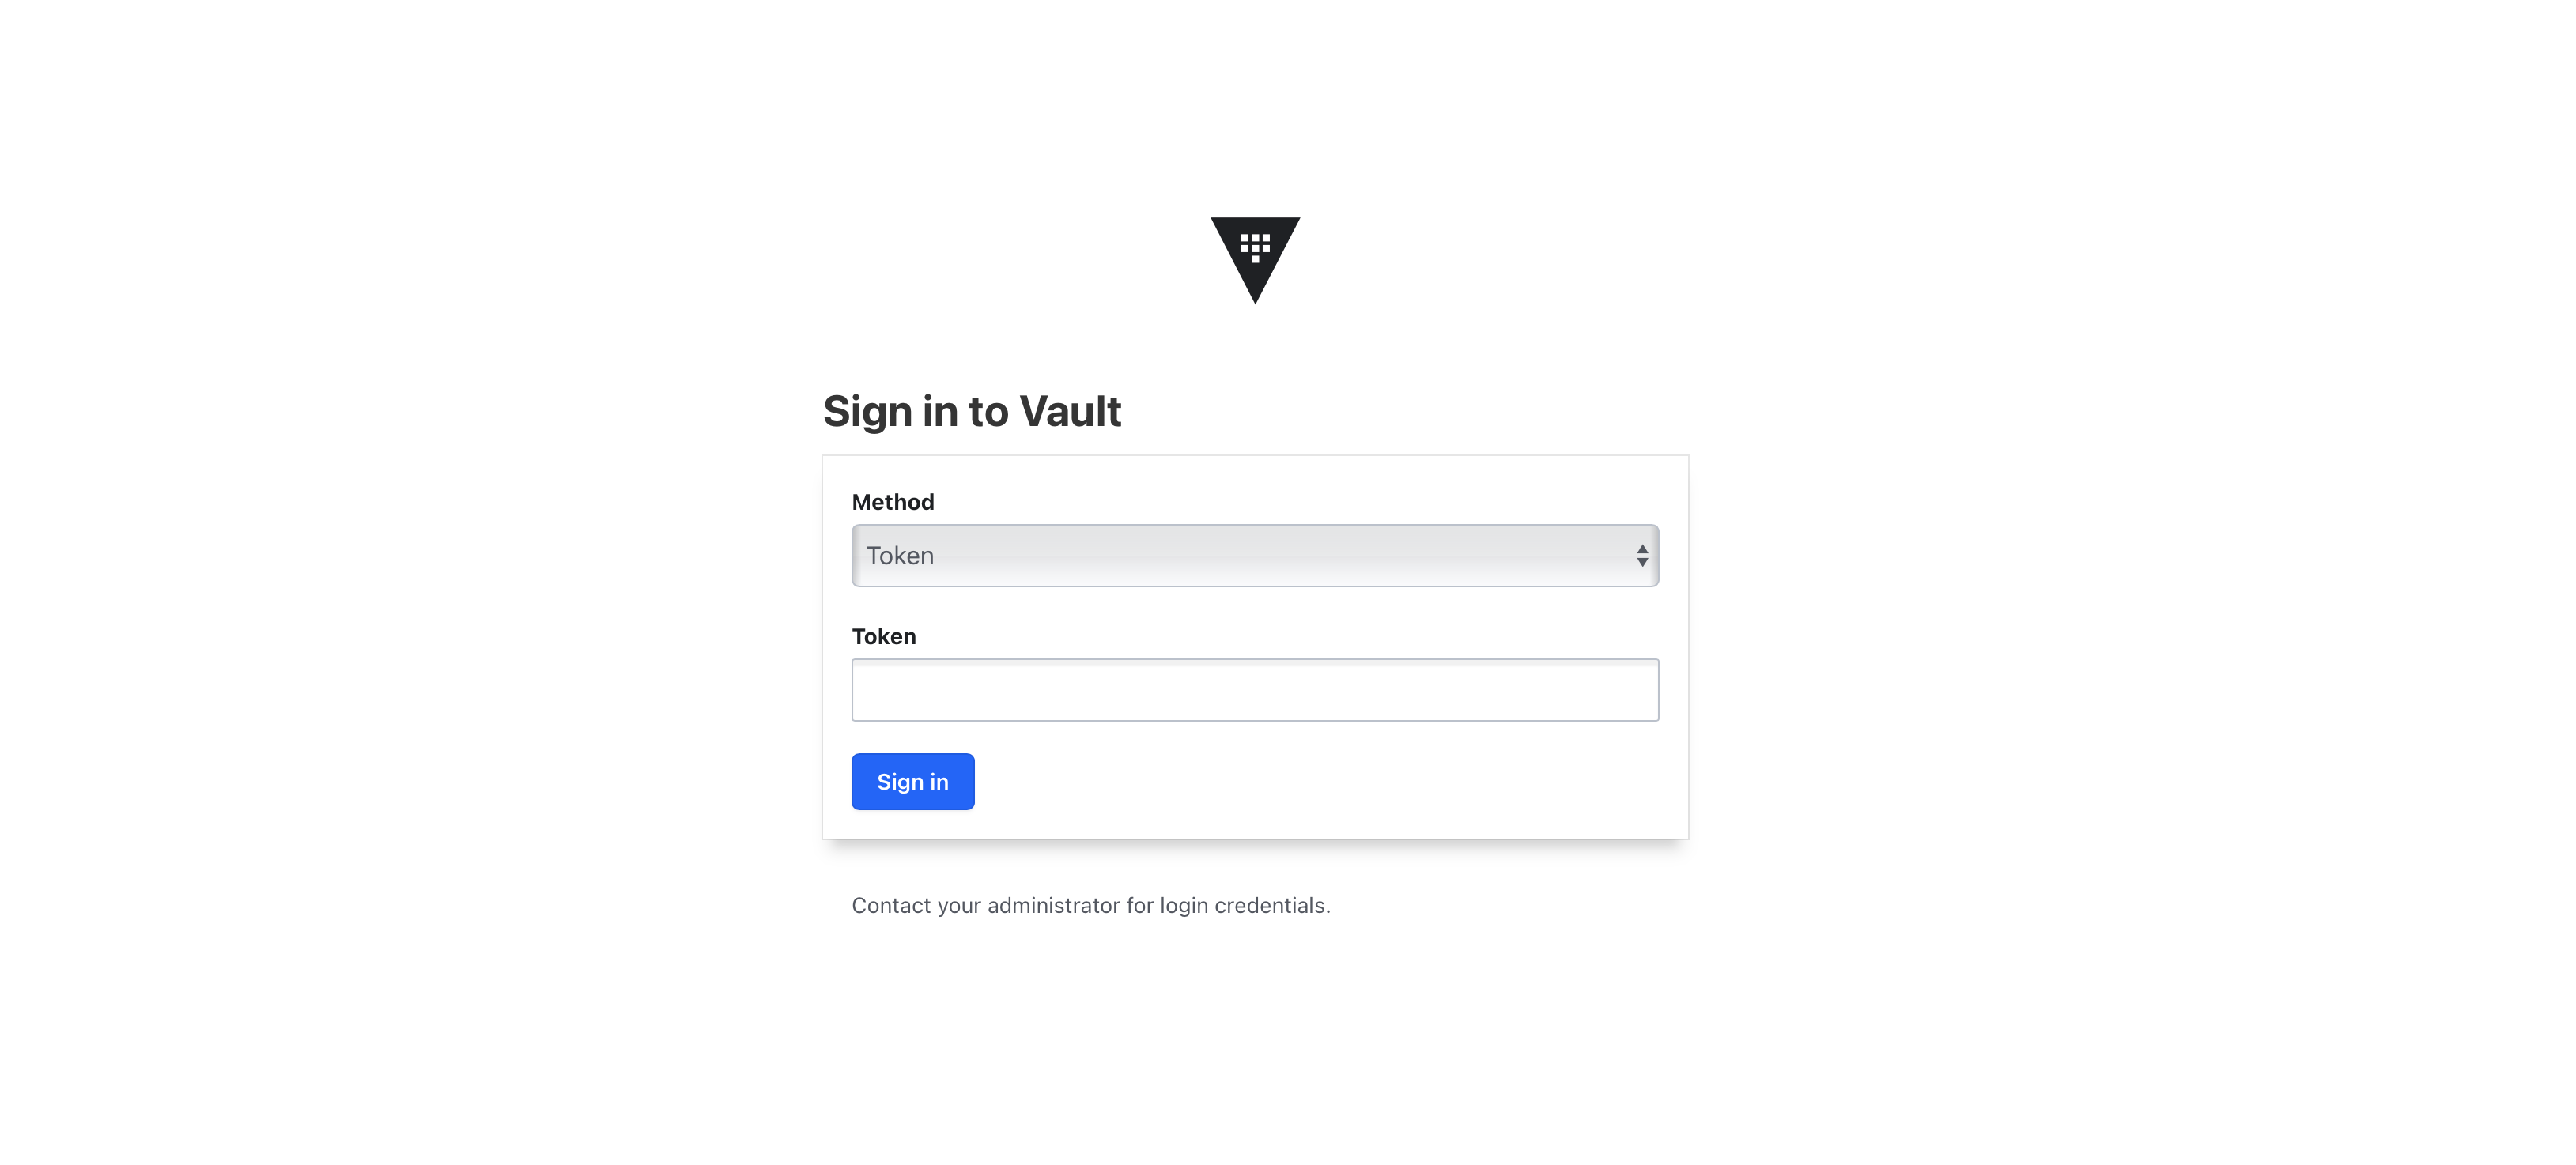 Sign in to Vault
Method
Token
Token
Sign in
Contact your administrator for login credentials.